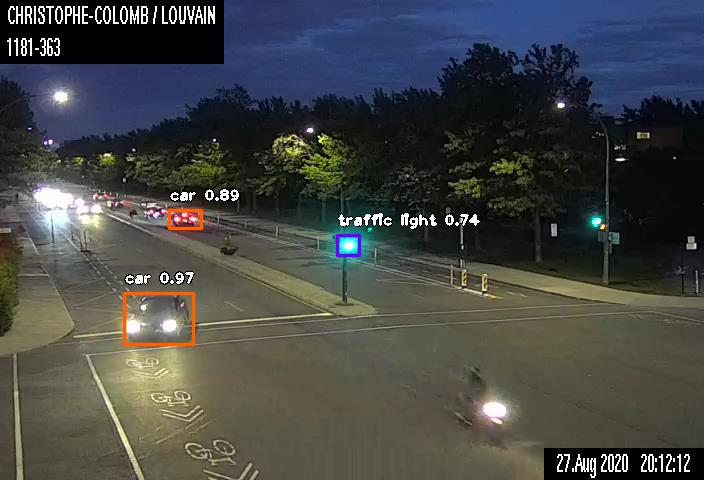 CHRISTOPHE-COLOMB / LOUVAIN
1181-363
car 0.89
traffic light 0.74
car 0.97
27.Aug 2020 20:12:12